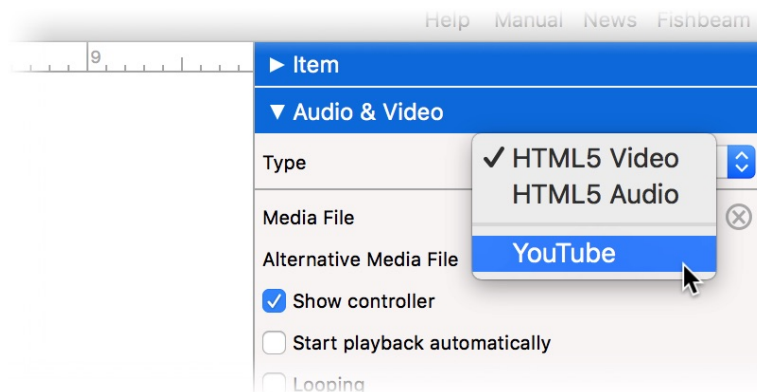 Help Manual News Fishbeam
9
► Item
▼ Audio & Video
Type
✓ HTML5 Video
HTML5 Audio
Media File
Alternative Media File
YouTube
Show controller
Start playback automatically
Looping